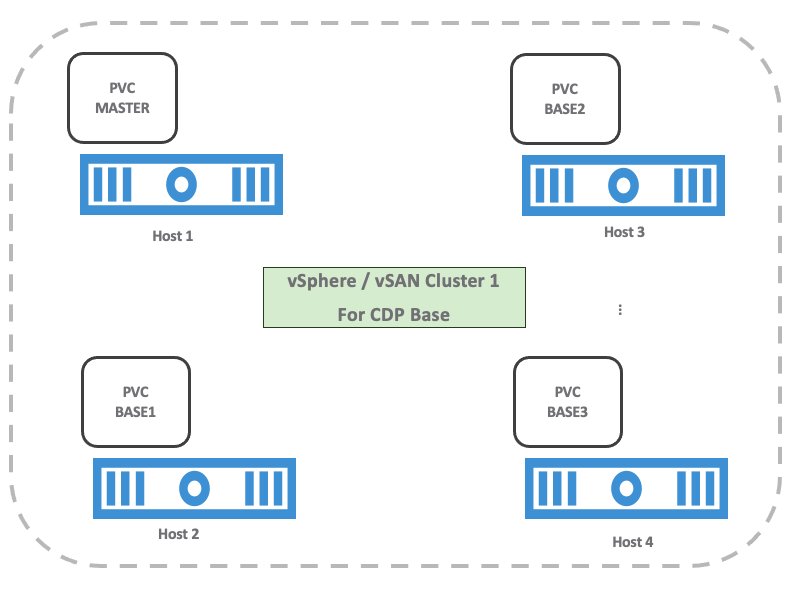 PVC
MASTER
Host 1
PVC
BASE2
Host 3
vSphere / vSAN Cluster 1
For CDP Base
PVC
BASE1
Host 2
PVC
BASE3
Host 4